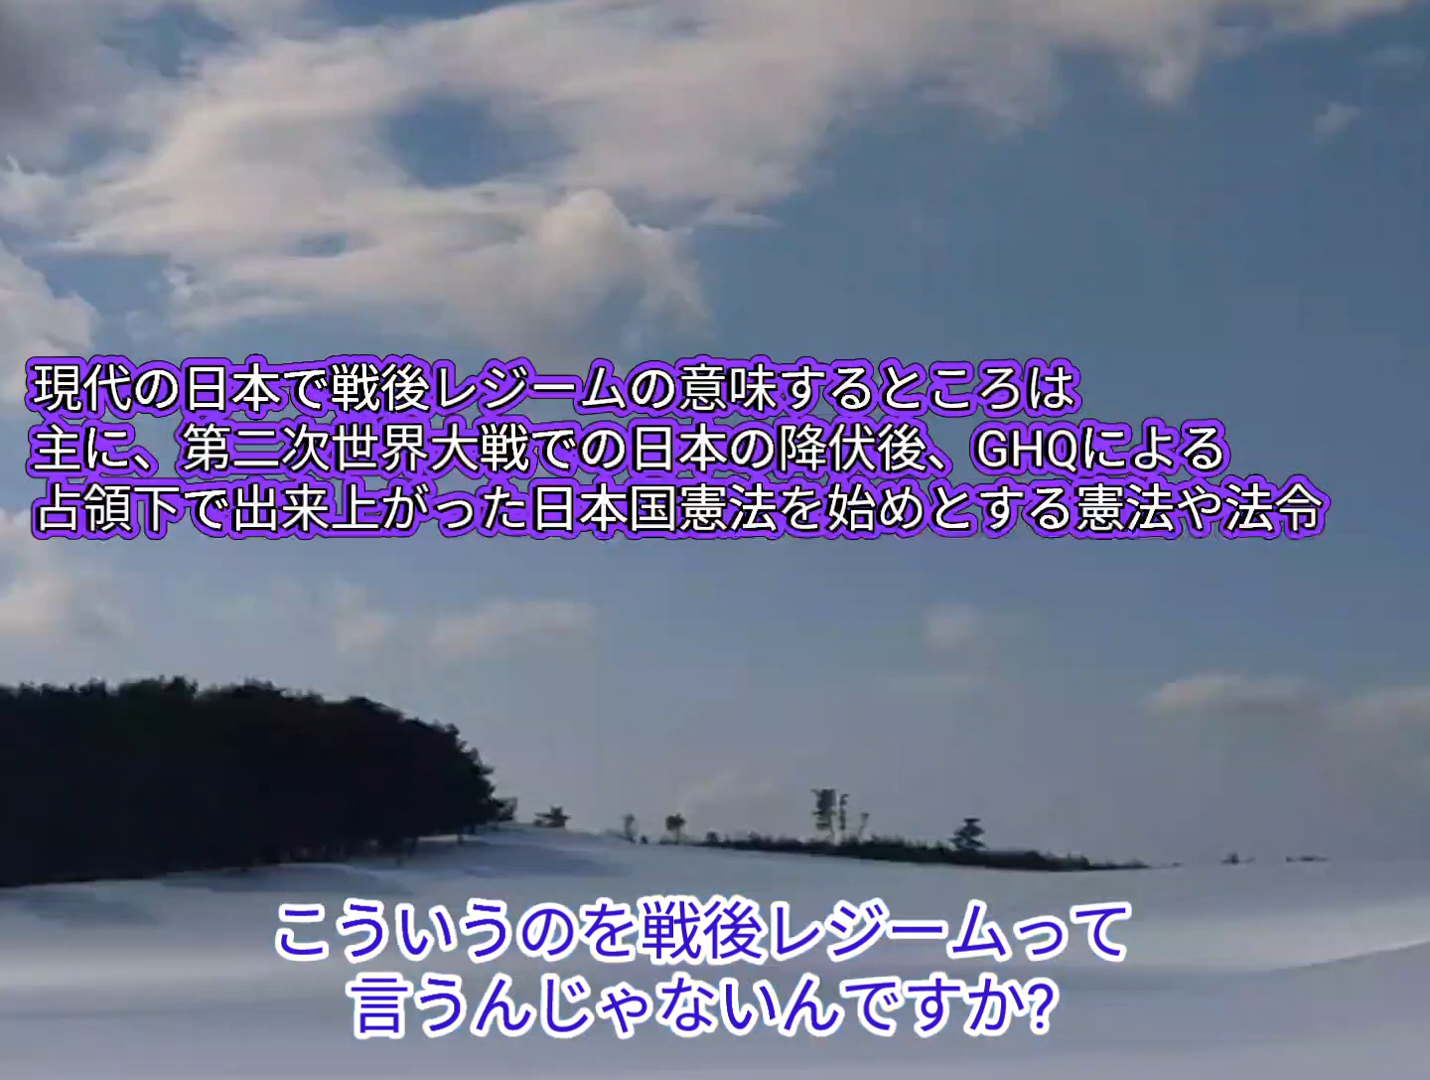 現代の日本で戦後レジームの意味するところは
主に、第二次世界大戦での日本の降伏後、GHQによる
占領下で出来上がった日本国憲法を始めとする憲法や法令
こういうのを戦後レジームって
言うんじゃないんですか?